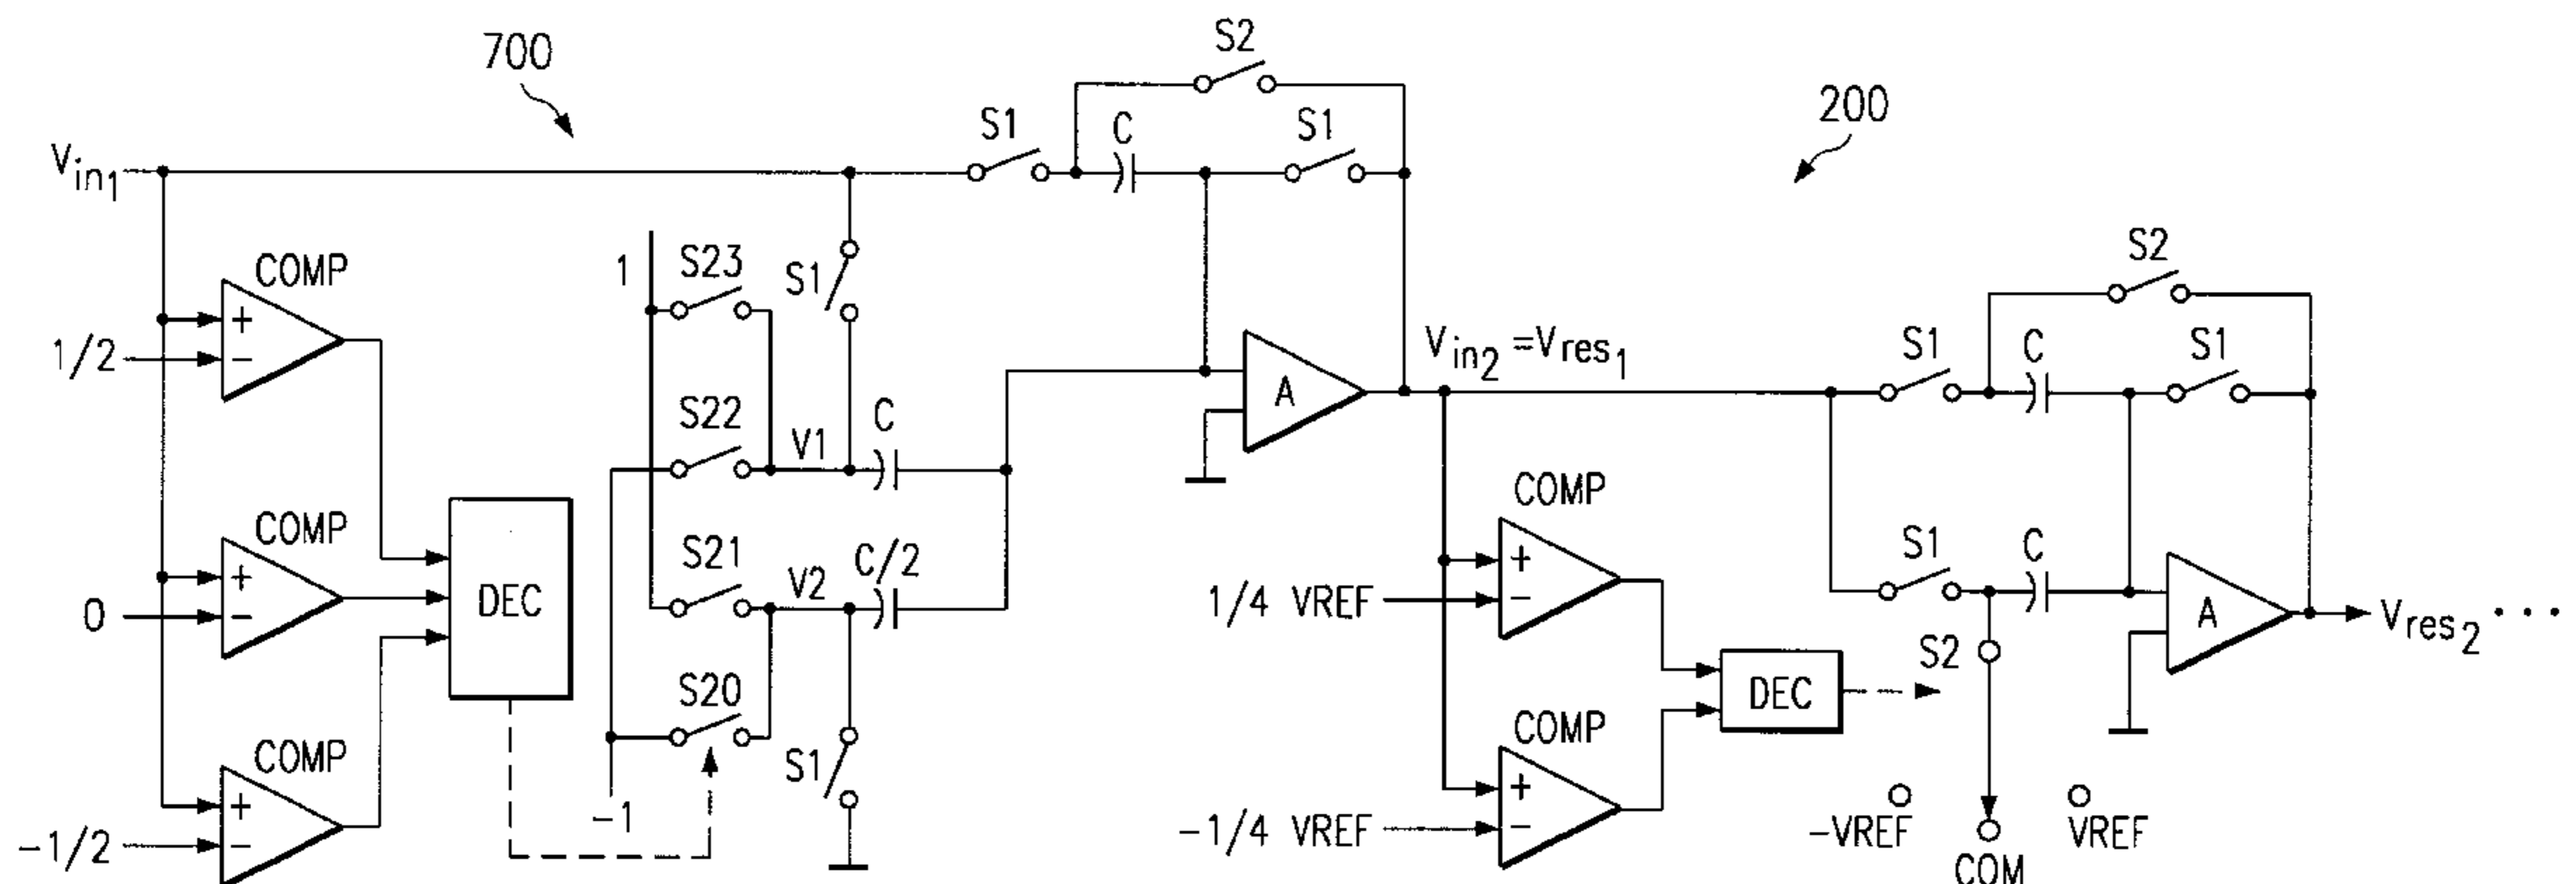 700
S2
200
S1
C
S1
Vin1
COMP
1
S23
S1
S2
+
−
1/2
Vin2 =Vres1
S1
C
S1
S22
V1
C
A
COMP
COMP
S21
V2
C/2
+
−
1/4 VREF
S1
C
+
−
0
DEC
A
Vres2 • • •
S2
DEC
S20
COMP
COMP
S1
+
−
-1/4 VREF
+
−
-1/2
-1
-VREF
VREF
COM